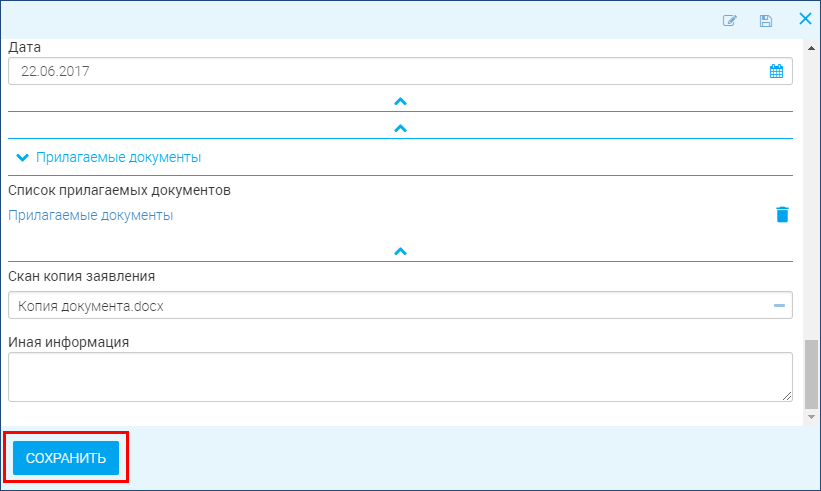 Дата
22.06.2017
Прилагаемые документы
Список прилагаемых документов
Прилагаемые документы
Скан копия заявления
Копия документа.docx
Иная информация
СОХРАНИТЬ